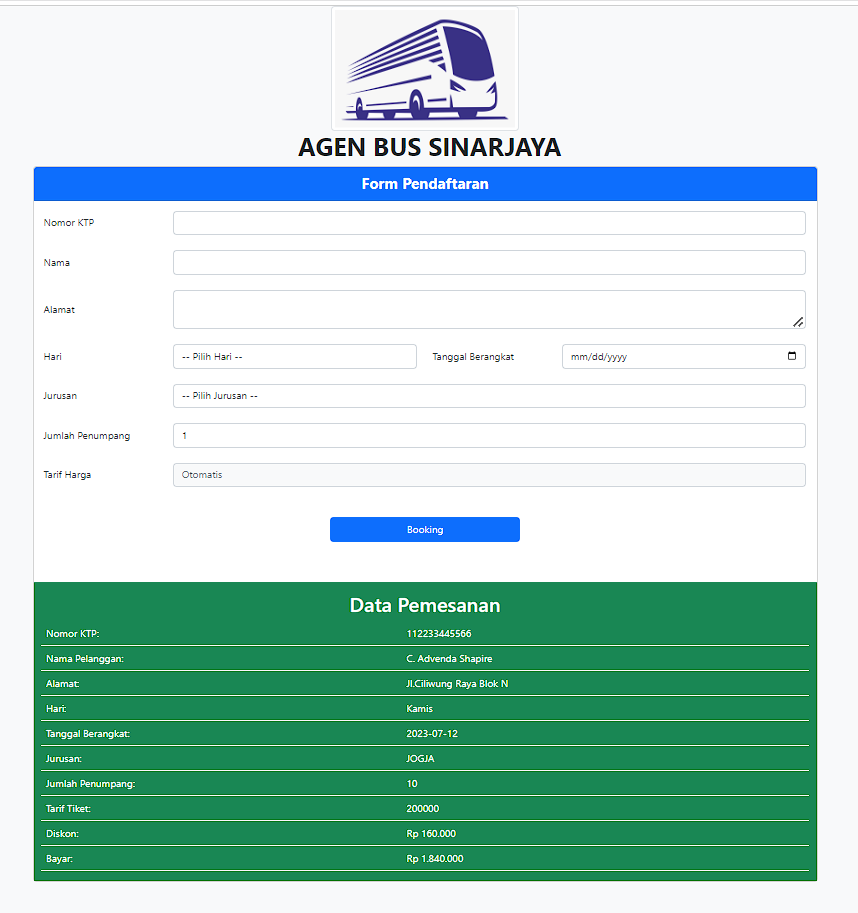 AGEN BUS SINARJAYA
Form Pendaftaran
Nomor KTP
Nama
Alamat
Hari -- Pilih Hari -- Tanggal Berangkat mm/dd/yyyy
Jurusan -- Pilih Jurusan --
Jumlah Penumpang 1
Tarif Harga Otomatis
Booking
Data Pemesanan
Nomor KTP: 112233445566
Nama Pelanggan: C. Advenda Shapire
Alamat: Jl.Ciliwung Raya Blok N
Hari: Kamis
Tanggal Berangkat: 2023-07-12
Jurusan: JOGJA
Jumlah Penumpang: 10
Tarif Tiket: 200000
Diskon: Rp 160.000
Bayar: Rp 1.840.000